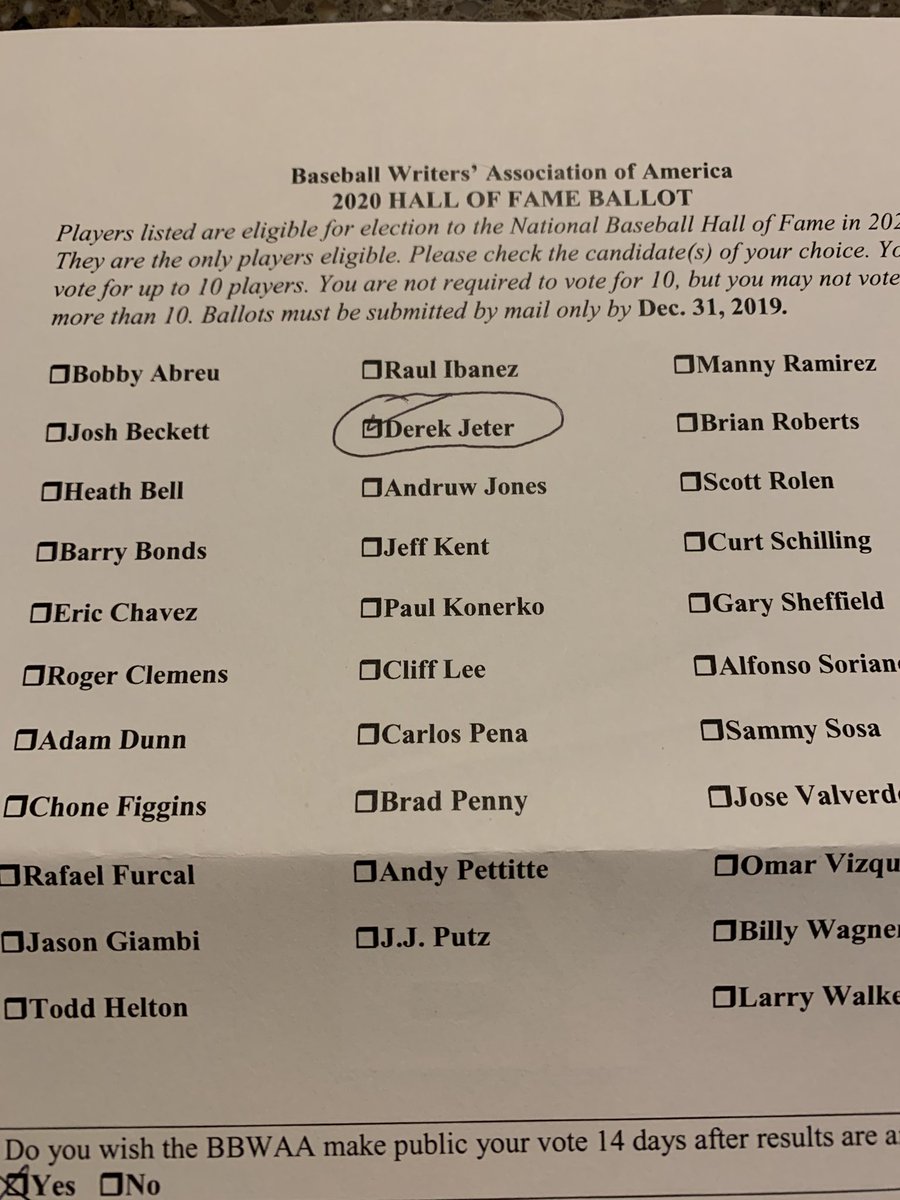 Baseball Writers' Association of America
2020 HALL OF FAME BALLOT
Players listed are eligible for election to the National Baseball Hall of Fame in
They are the only players eligible. Please check the candidate(s) of your choice.
vote for up to 10 players. You are not required to vote for 10, but you may not vote
more than 10. Ballots must be submitted by mail only by Dec. 31, 2019.
Bobby Abreu
Josh Beckett
Heath Bell
Barry Bonds
Eric Chavez
Roger Clemens
Adam Dunn
Chone Figgins
Rafael Furcal
Jason Giambi
Todd Helton
Raul Ibanez
Derek Jeter
Andruw Jones
Jeff Kent
Paul Konerko
Cliff Lee
Carlos Pena
Brad Penny
Andy Pettitte
J.J. Putz
Manny Ramirez
Brian Roberts
Scott Rolen
Curt Schilling
Gary Sheffield
Alfonso
Sammy Sosa
Jose
Omar
Billy
Larry
Do you wish the BBWAA make public your vote 14 days after results are
Yes No